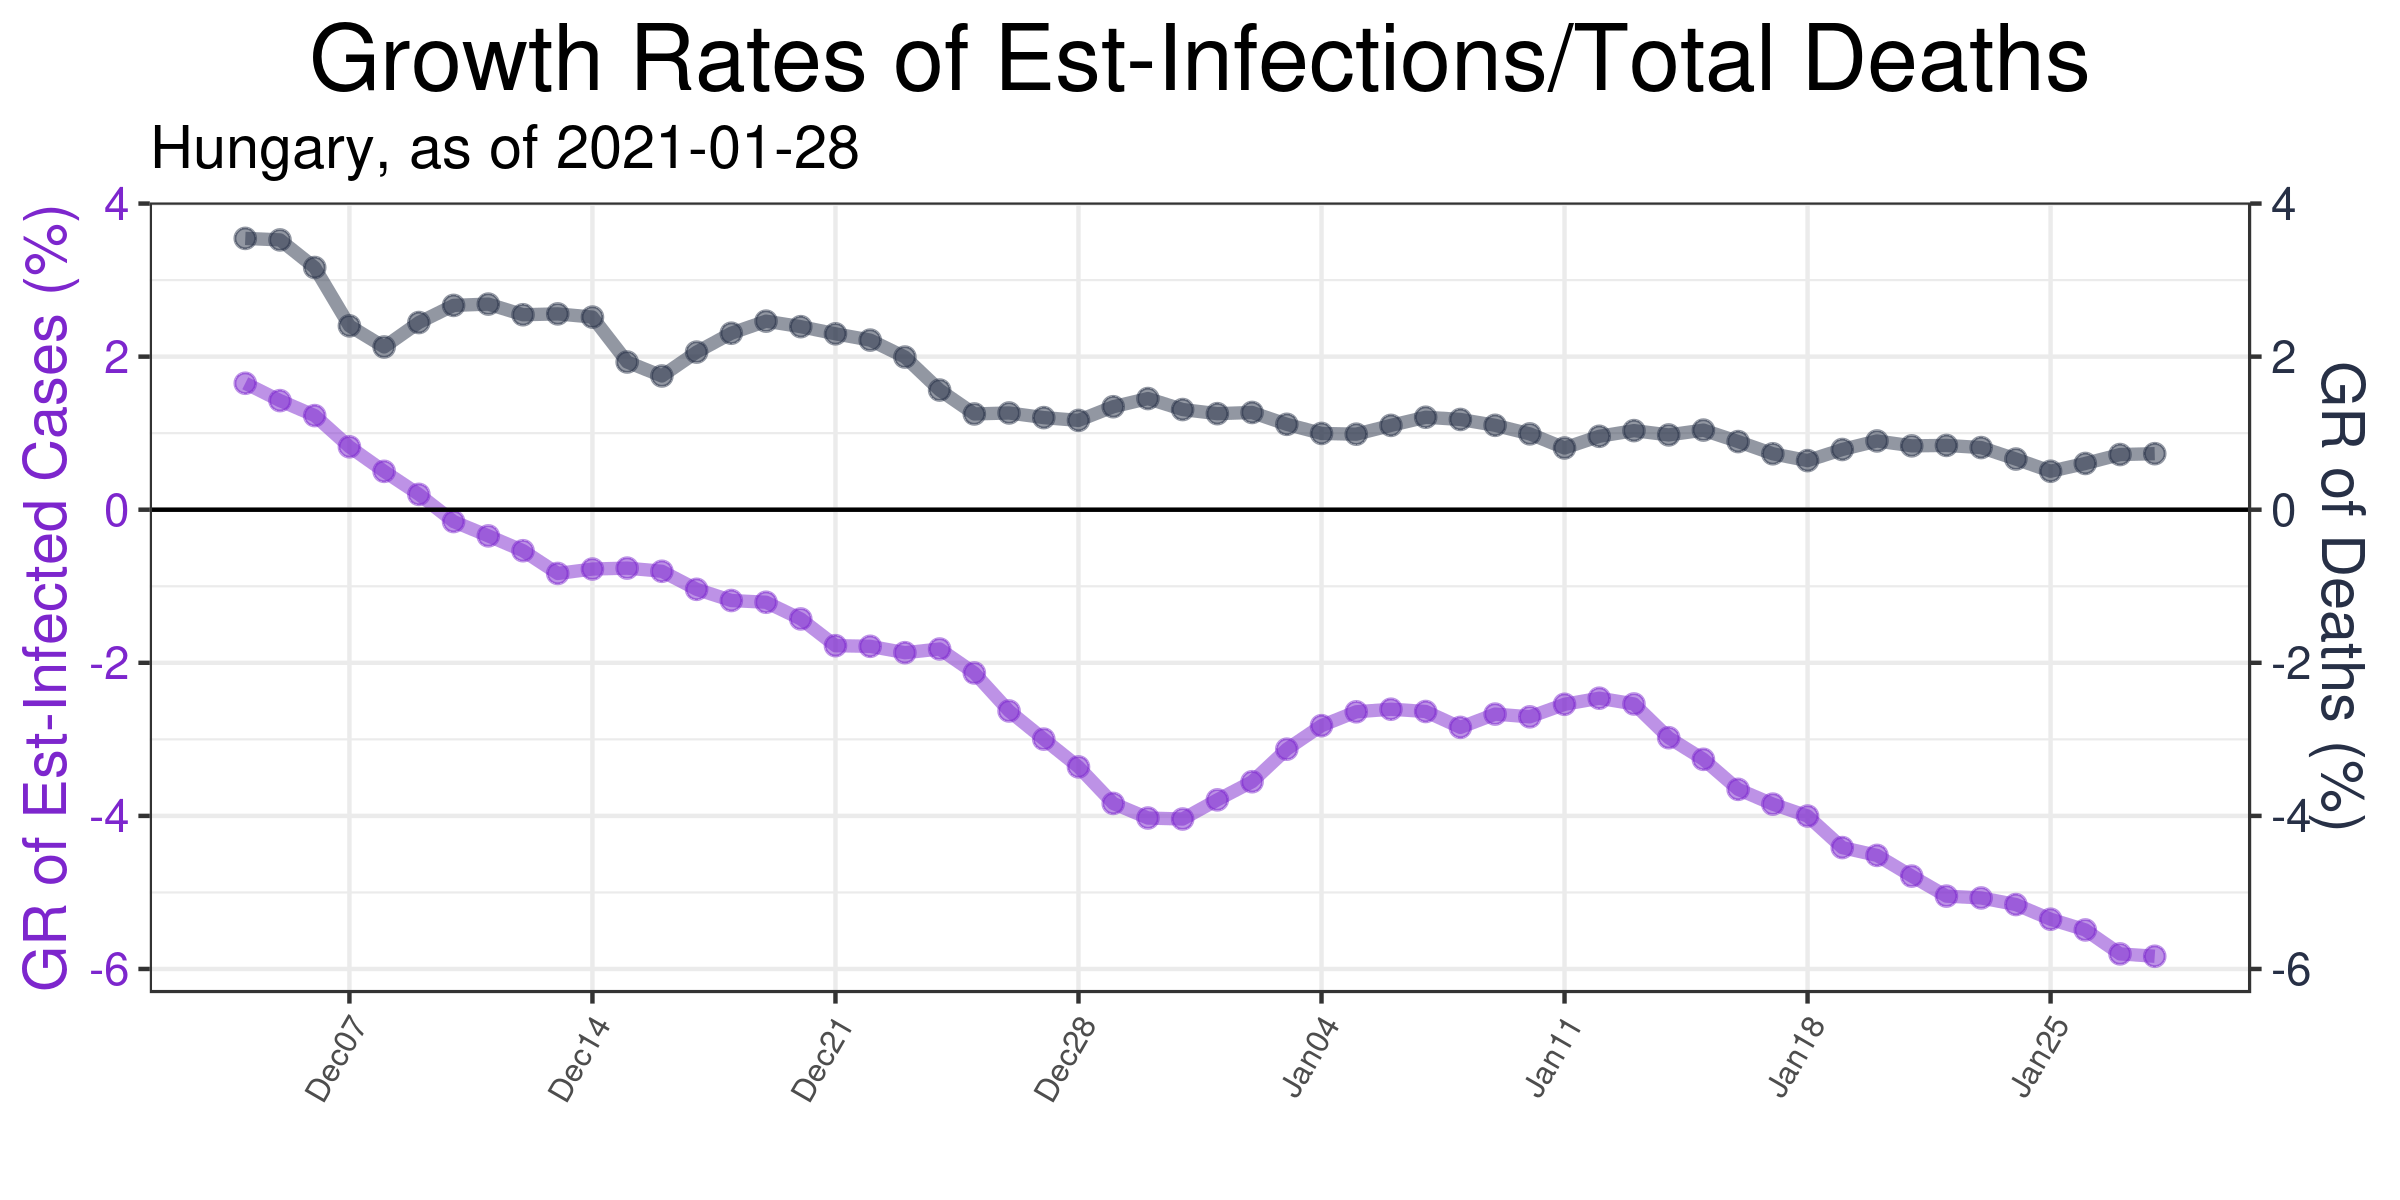 Growth Rates of Est-Infections/Total Deaths
Hungary, as of 2021-01-28
GR of Est-Infected Cases (%)
4
2
0
-2
-4
-6
4
2
0
-2
-4
-6
GR of Deaths (%)
Dec07
Dec14
Dec21
Dec28
Jan04
Jan11
Jan18
Jan25